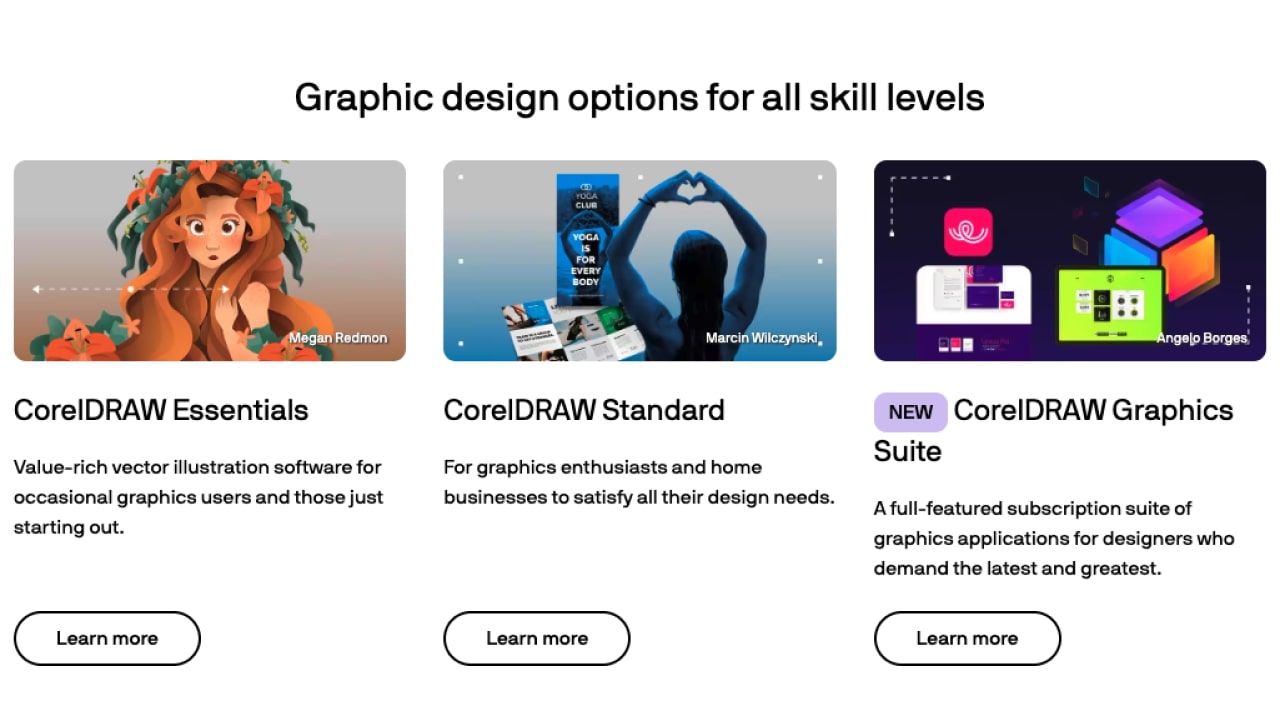 Graphic design options for all skill levels
Megan Redmon
YOGA
CLUB
YOGA
IS
FOR
EVERY
BODY
Marcin Wilczynski
Angelo Borges
CorelDRAW Essentials
Value-rich vector illustration software for
occasional graphics users and those just
starting out.
Learn more
CorelDRAW Standard
For graphics enthusiasts and home
businesses to satisfy all their design needs.
Learn more
NEW CorelDRAW Graphics
Suite
A full-featured subscription suite of
graphics applications for designers who
demand the latest and greatest.
Learn more